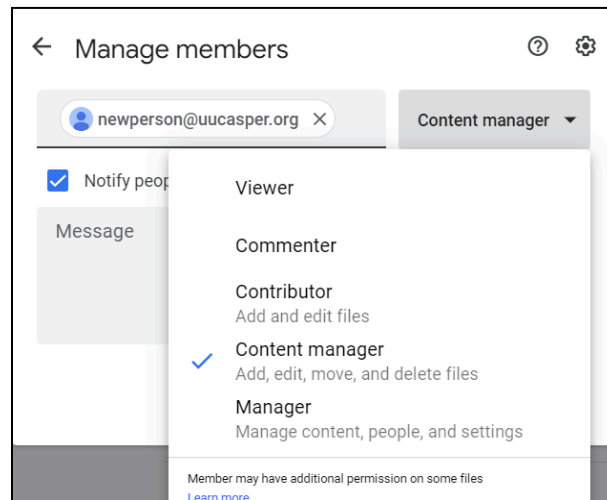 Manage members
newperson@uucasper.org
Content manager
Notify
Message
Viewer
Commenter
Contributor
Add and edit files
Content manager
Add, edit, move, and delete files
Manager
Manage content, people, and settings
Member may have additional permission on some files
Learn more